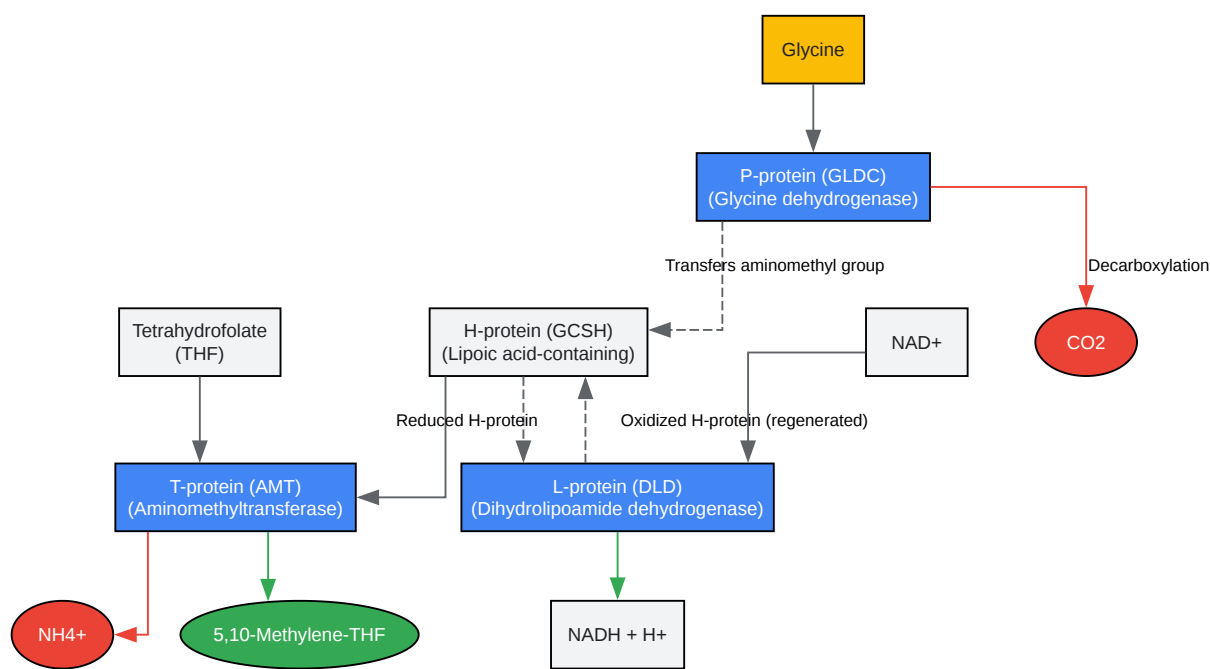 Glycine
P-protein (GLDC)
(Glycine dehydrogenase)
Transfers aminomethyl group
Decarboxylation
Tetrahydrofolate
(THF)
H-protein (GCSH)
(Lipoic acid-containing)
NAD+
CO2
Reduced H-protein
Oxidized H-protein (regenerated)
T-protein (AMT)
(Aminomethyltransferase)
L-protein (DLD)
(Dihydrolipoamide dehydrogenase)
NH4+
5,10-Methylene-THF
NADH + H+